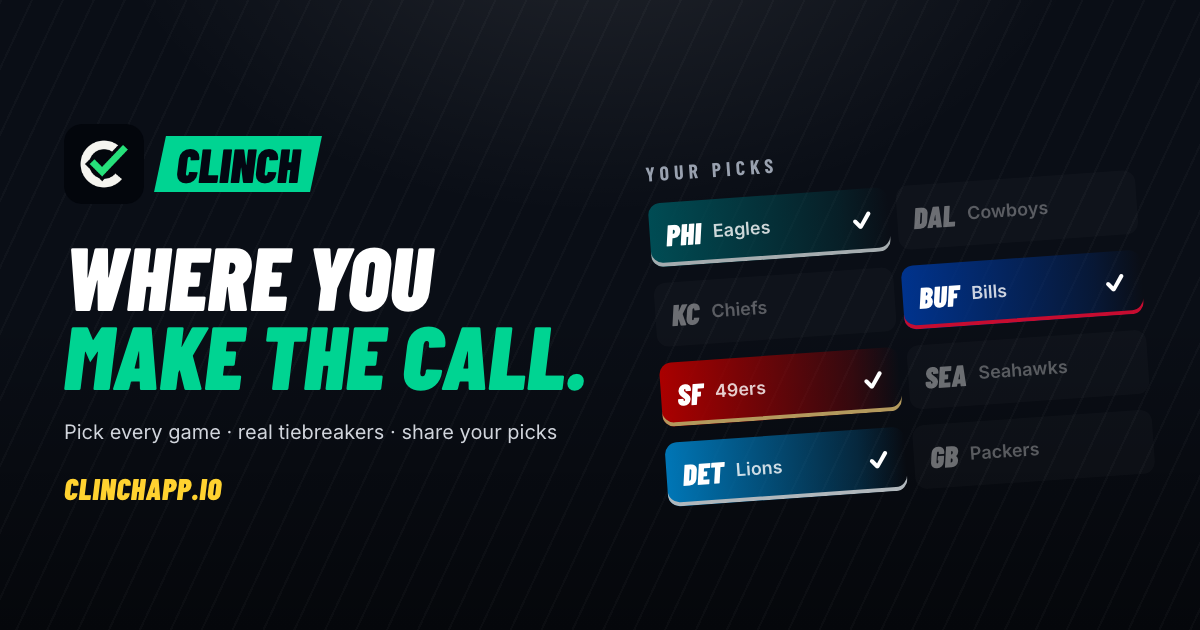 CLINCH
WHERE YOU
MAKE THE CALL.
Pick every game · real tiebreakers · share your picks
CLINCHAPP.IO
YOUR PICKS
PHI Eagles
DAL Cowboys
KC Chiefs
BUF Bills
SF 49ers
SEA Seahawks
DET Lions
GB Packers